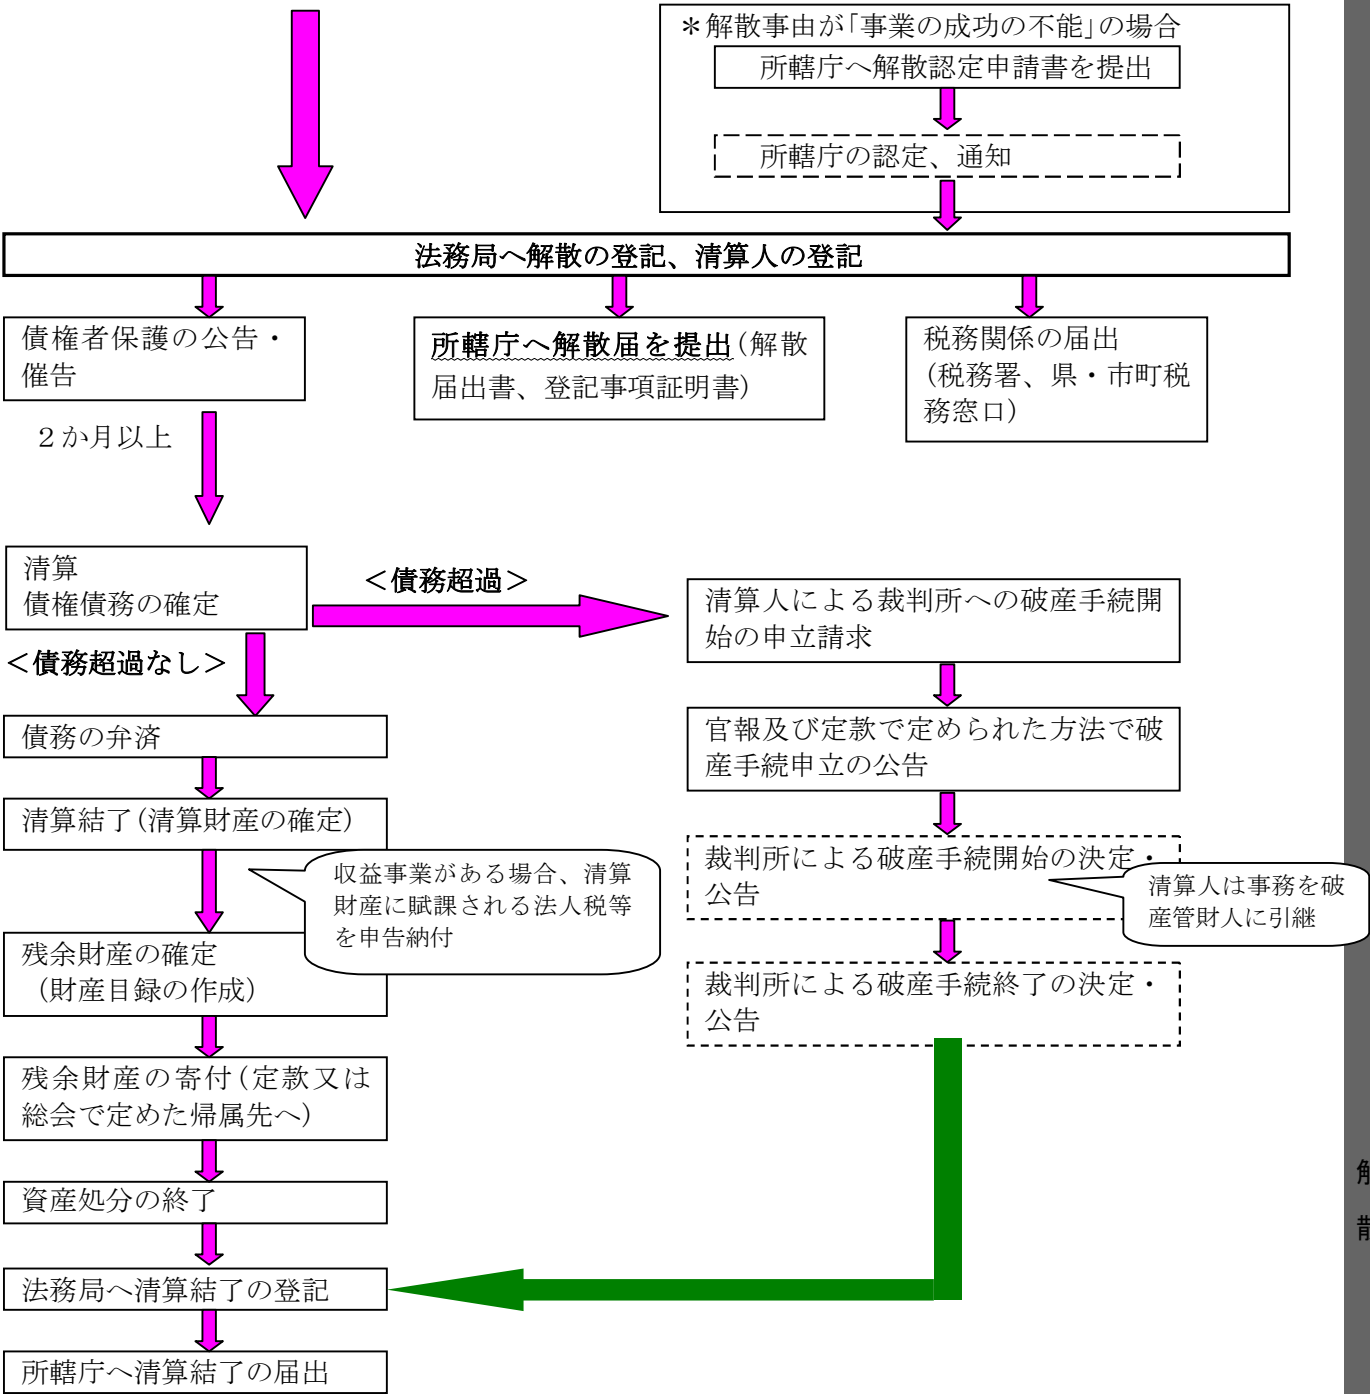 ＊解散事由が「事業の成功の不能」の場合
所轄庁へ解散認定申請書を提出
所轄庁の認定、通知
法務局へ解散の登記、清算人の登記
債権者保護の公告・
催告
所轄庁へ解散届を提出(解散
届出書、登記事項証明書)
税務関係の届出
(税務署、県・市町税
務窓口)
２か月以上
清算
債権債務の確定
＜債務超過＞
＜債務超過なし＞
清算人による裁判所への破産手続開
始の申立請求
債務の弁済
官報及び定款で定められた方法で破
産手続申立の公告
清算結了(清算財産の確定)
収益事業がある場合、清算
財産に賦課される法人税等
を申告納付
裁判所による破産手続開始の決定・
公告
清算人は事務を破
産管財人に引継
残余財産の確定
(財産目録の作成)
裁判所による破産手続終了の決定・
公告
残余財産の寄付(定款又は
総会で定めた帰属先へ)
資産処分の終了
法務局へ清算結了の登記
所轄庁へ清算結了の届出
解
散